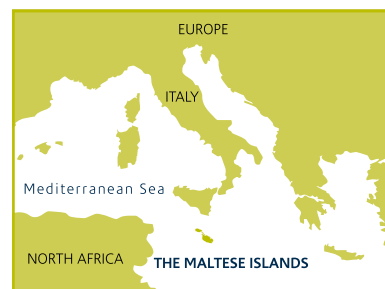 EUROPE
ITALY
Mediterranean Sea
NORTH AFRICA
THE MALTESE ISLANDS